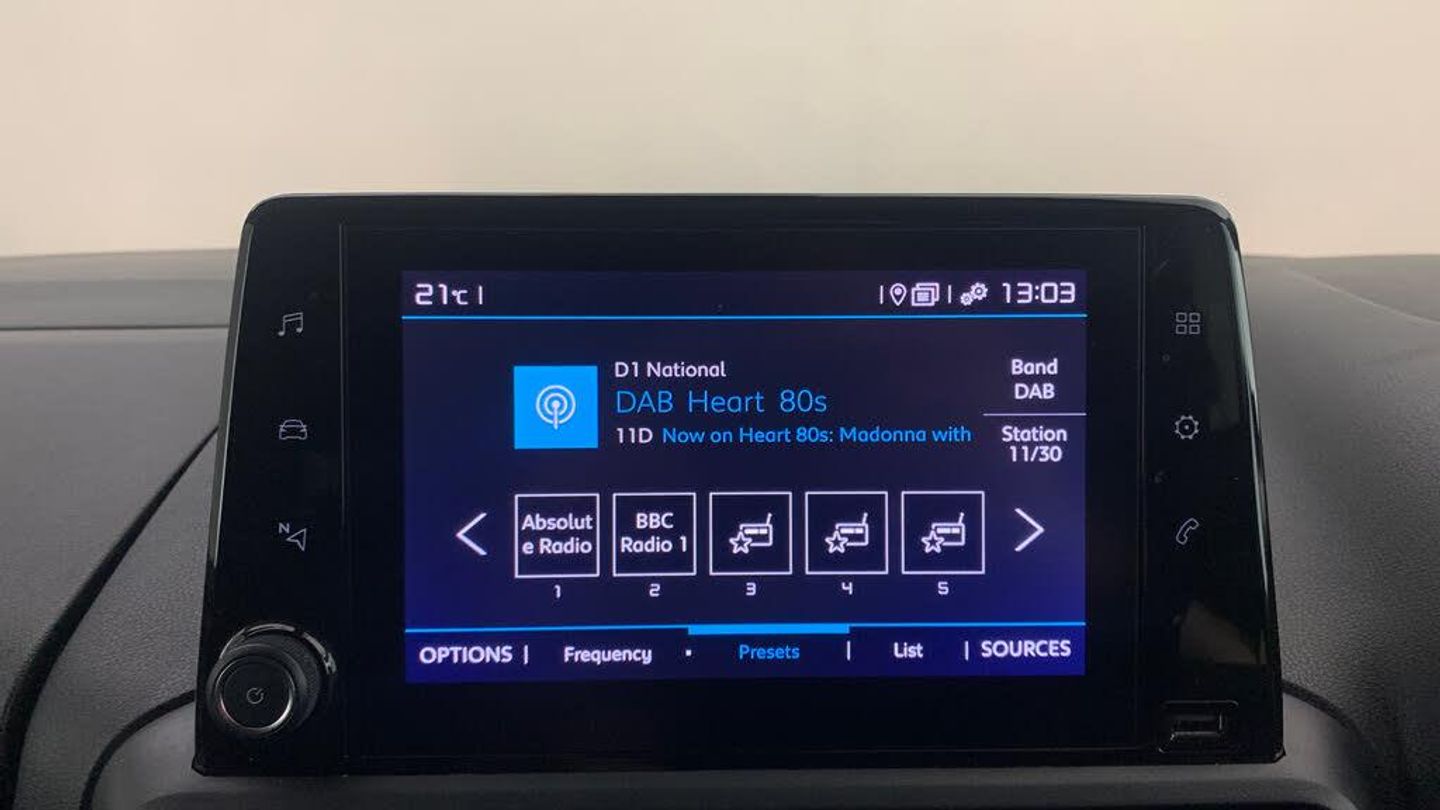 21°C
13:03
D1 National
DAB Heart 80s
11D Now on Heart 80s: Madonna with
Band
DAB
Station
11/30
Absolut
e Radio
BBC
Radio 1
1 2 3 4 5
OPTIONS Frequency Presets List SOURCES
N